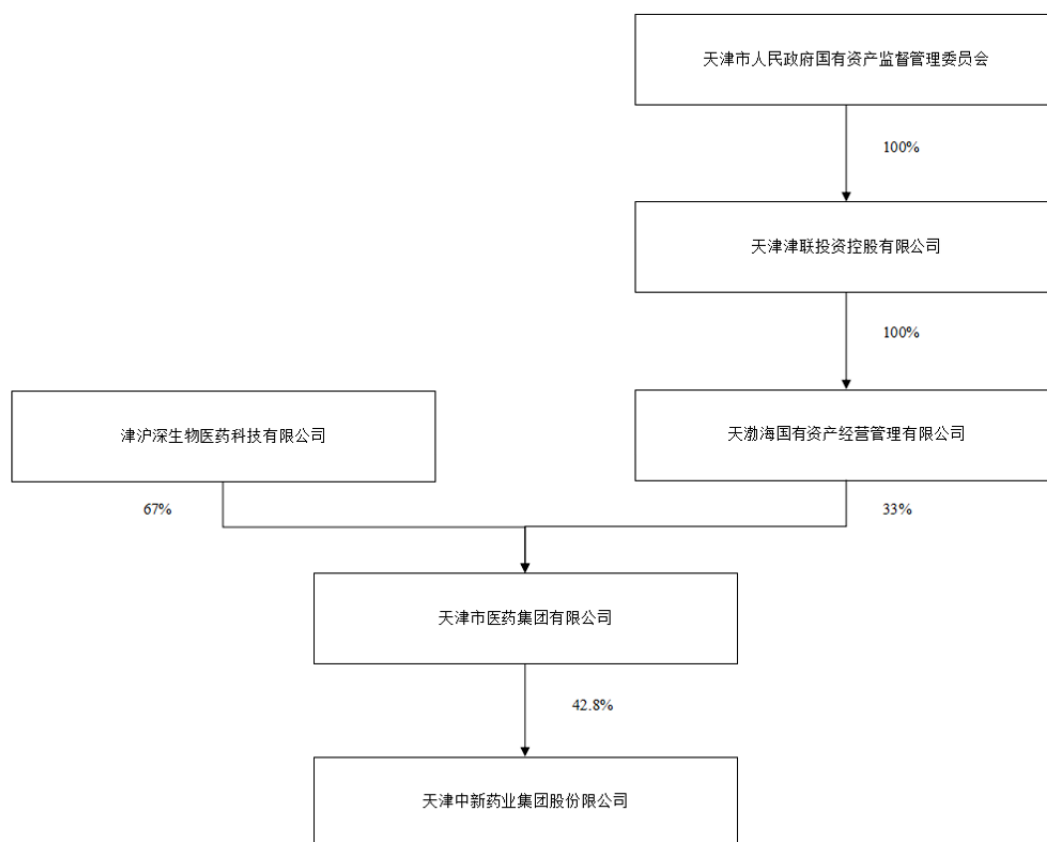 天津市人民政府国有资产监督管理委员会
100%
天津津联投资控股有限公司
100%
津沪深生物医药科技有限公司
天渤海国有资产经营管理有限公司
67%
33%
天津市医药集团有限公司
42.8%
天津中新药业集团股份限公司